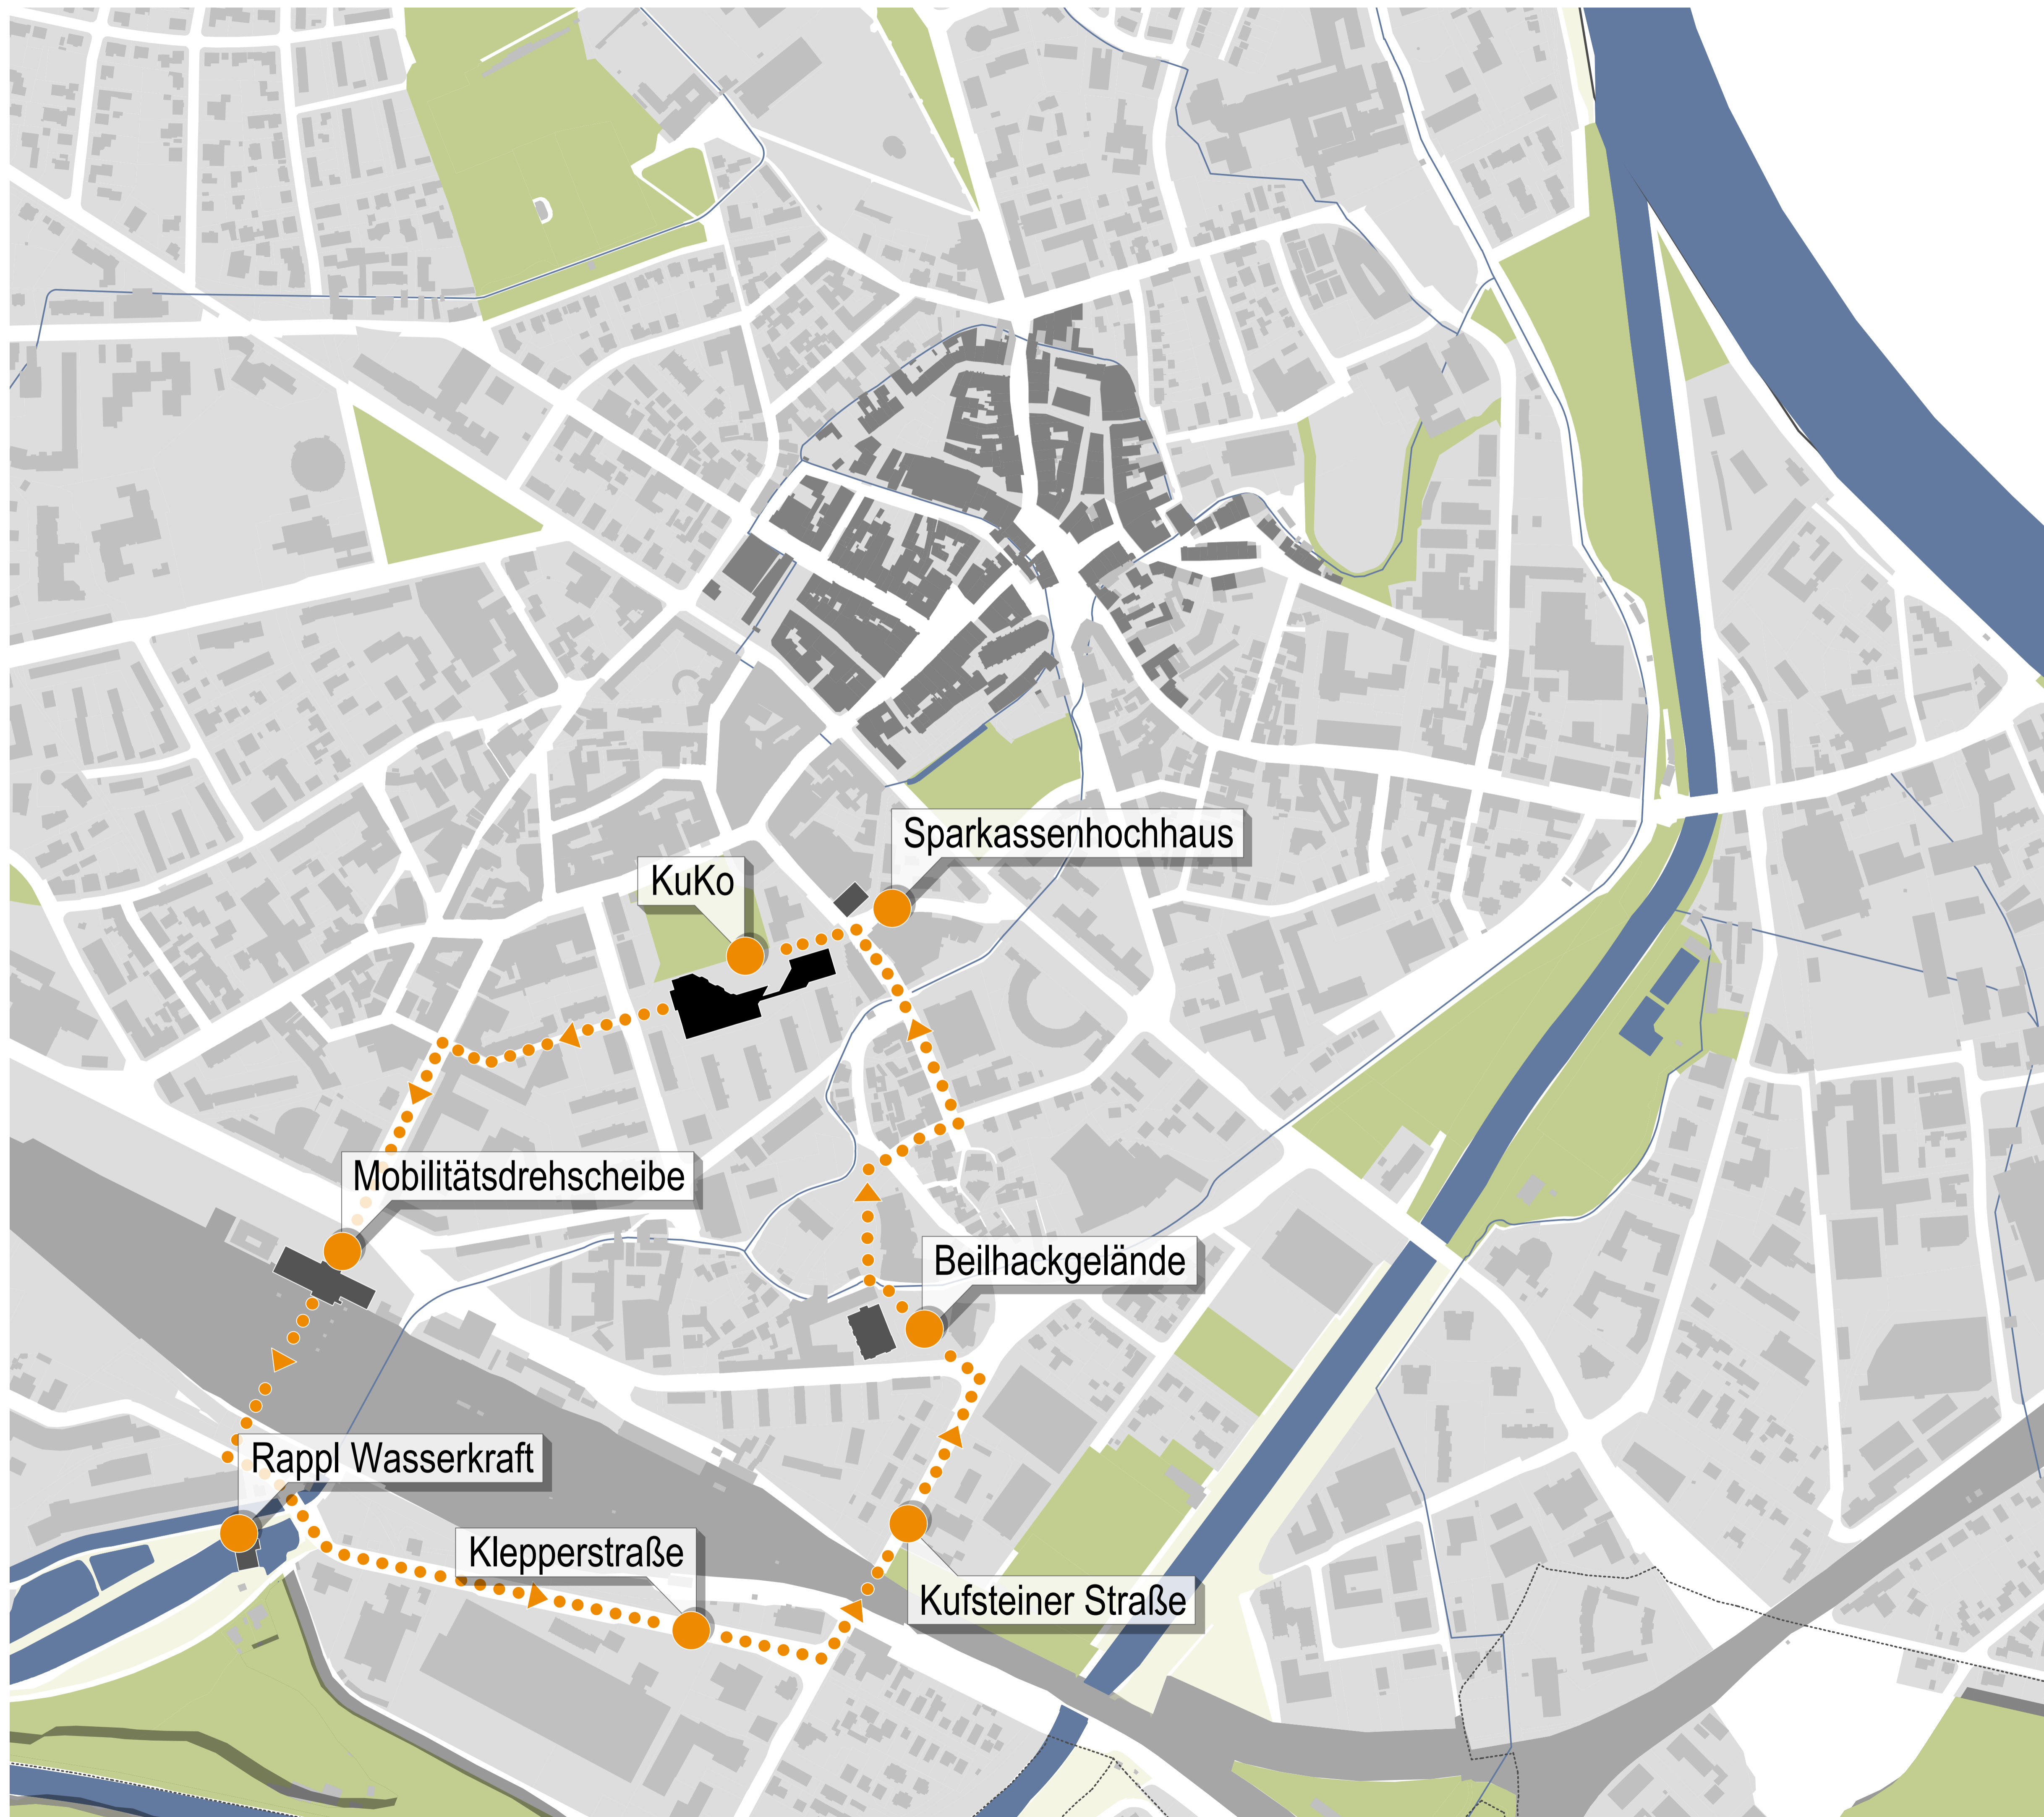 Sparkassenhochhaus
KuKo
Mobilitätsdrehscheibe
Beilhackgelände
Rappl Wasserkraft
Klepperstraße
Kufsteiner Straße